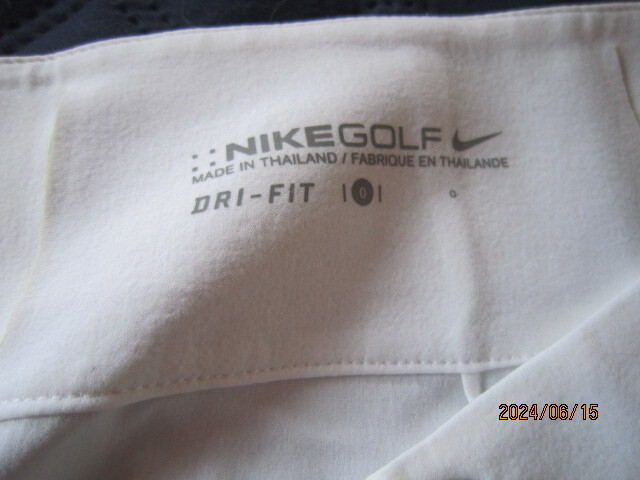 NIKEGOLF
MADE IN THAILAND / FABRIQUE EN THAILANDE
DRI-FIT |0|
2024/06/15